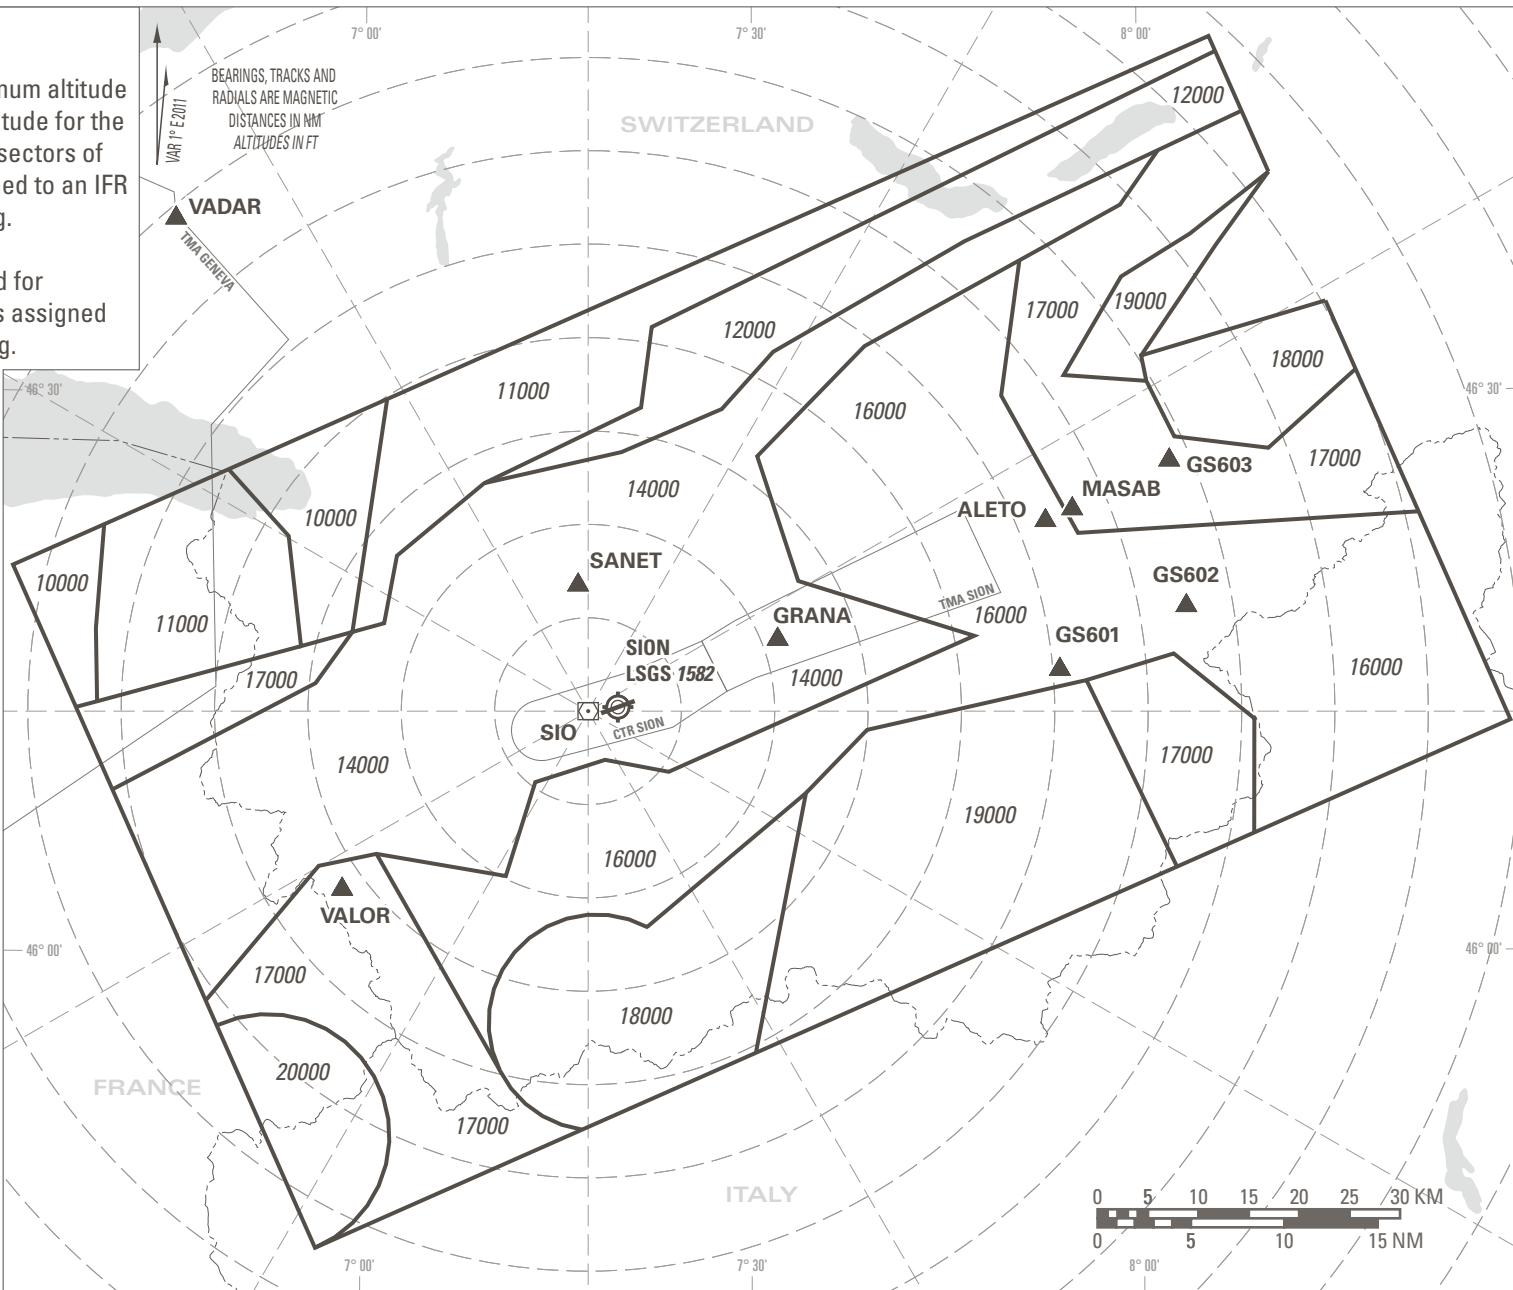 7° 00'
7° 30'
8° 00'
num altitude
itude for the
sectors of
ned to an IFR
g.
d for
s assigned
g.
VAR 1° E 2011
BEARINGS, TRACKS AND
RADIALS ARE MAGNETIC
DISTANCES IN NM
ALTITUDES IN FT
SWITZERLAND
12000
VADAR
TMA GENEVA
17000
19000
12000
18000
46° 30'
11000
16000
46° 30'
17000
GS603
14000
MASAB
ALETO
10000
SANET
10000
GS602
TMA SION
11000
GRANA
16000
GS601
SION
LSGS 1582
16000
17000
14000
SIO
CTR SION
14000
17000
19000
16000
VALOR
46° 00'
46° 00'
17000
18000
20000
FRANCE
17000
ITALY
0 5 10 15 20 25 30 KM
0 5 10 15 NM
7° 00'
7° 30'
8° 00'